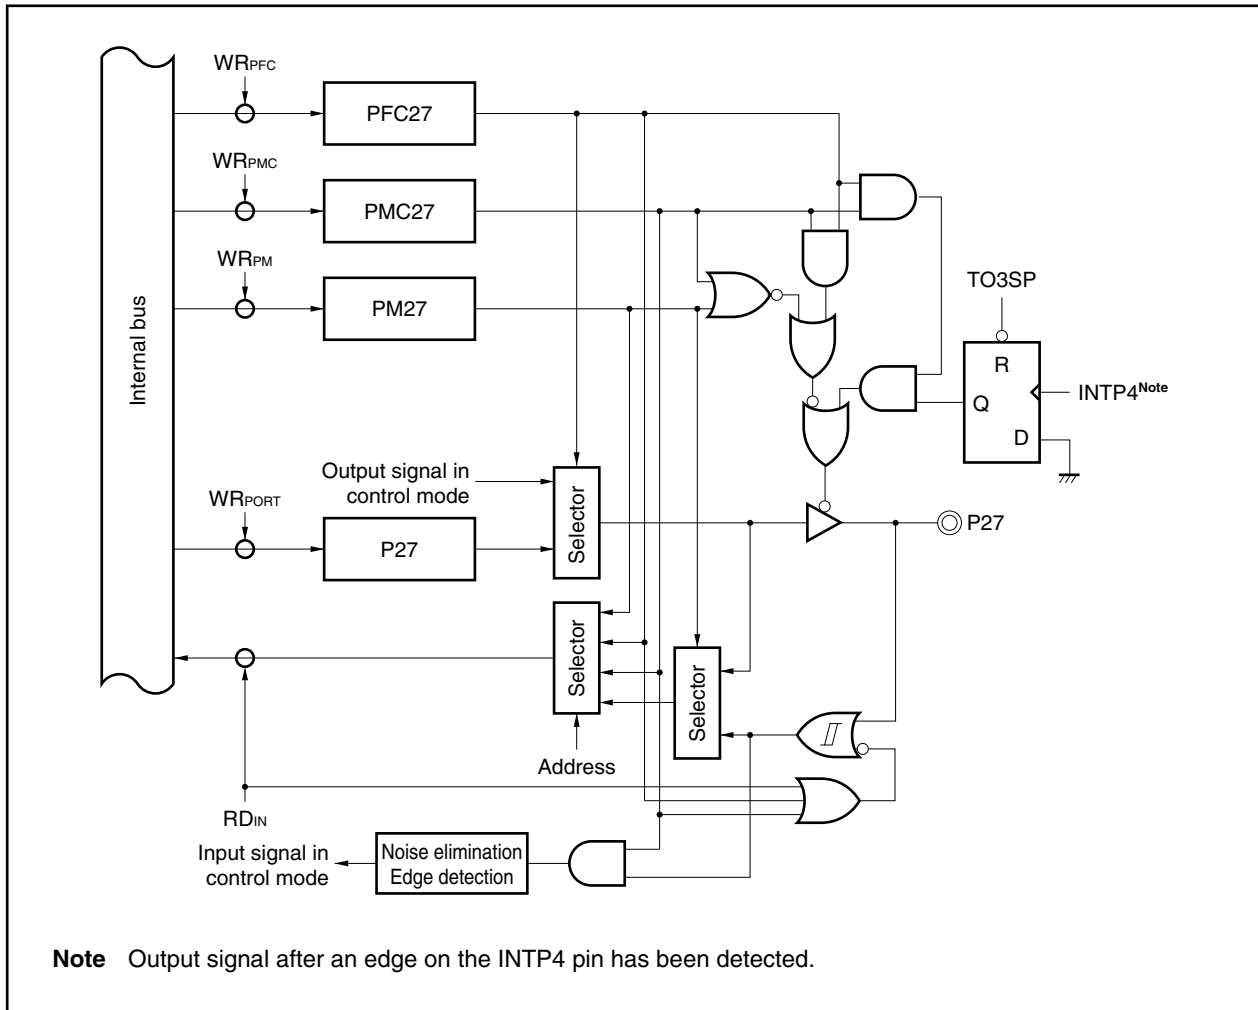 WRPFC
PFC27
WRPMC
PMC27
WRPM
PM27
TO3SP
R
INTP4Note
Q
D
Internal bus
Output signal in
control mode
Selector
WRPORT
P27
P27
Selector
Selector
Address
RDIN
Input signal in
control mode
Noise elimination
Edge detection
Note Output signal after an edge on the INTP4 pin has been detected.